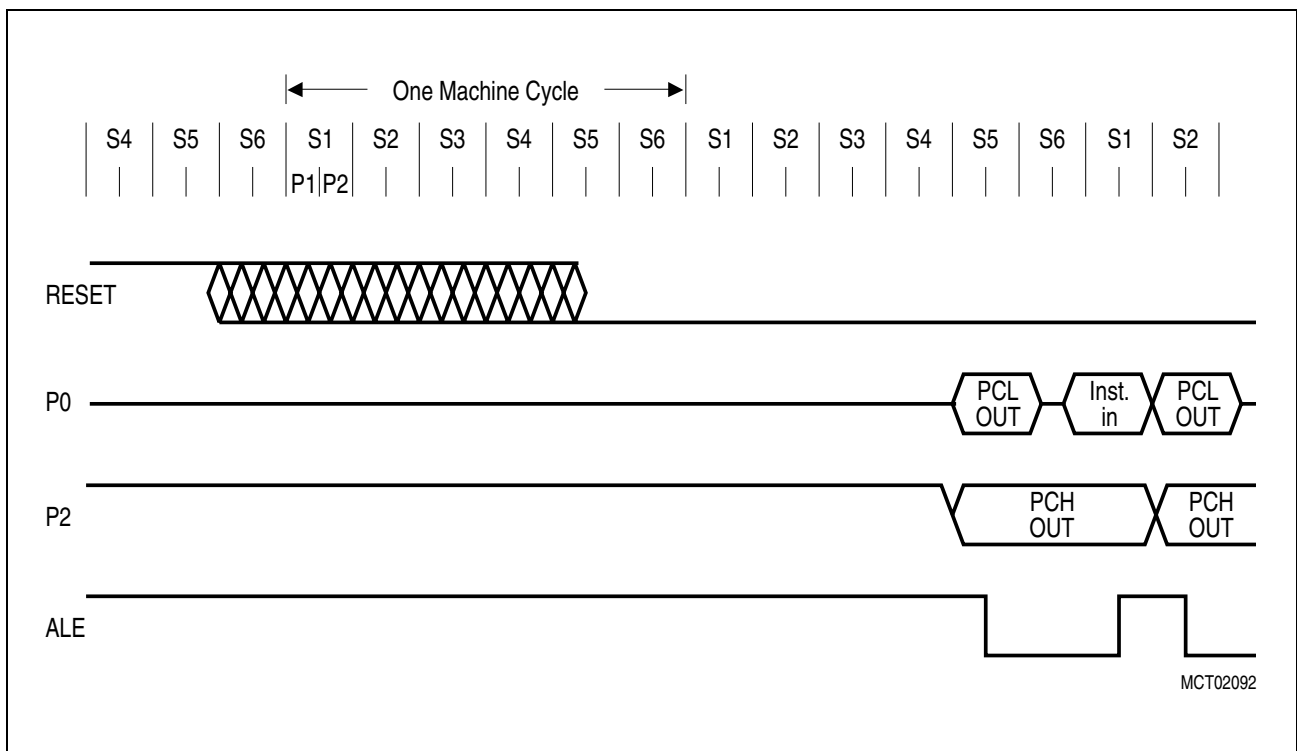 One Machine Cycle
S4 S5 S6 S1 S2 S3 S4 S5 S6 S1 S2 S3 S4 S5 S6 S1 S2
P1 P2
RESET
P0
PCL
OUT
Inst.
in
PCL
OUT
P2
PCH
OUT
PCH
OUT
ALE
MCT02092